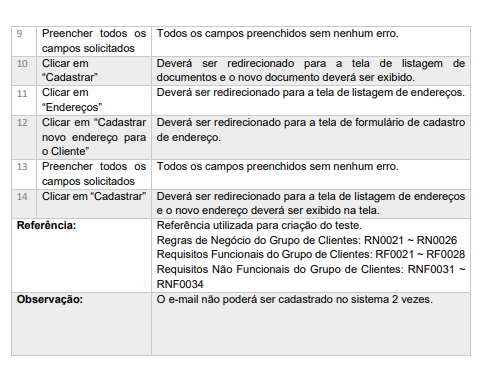 9 Preencher todos os Todos os campos preenchidos sem nenhum erro.
campos solicitados
10 Clicar em Deverá ser redirecionado para a tela de listagem de
“Cadastrar” documentos e o novo documento deverá ser exibido.
11 Clicar em Deverá ser redirecionado para a tela de listagem de endereços.
“Endereços”
12 Clicar em “Cadastrar Deverá ser redirecionado para a tela de formulário de cadastro
novo endereço para de endereço.
o Cliente”
13 Preencher todos os Todos os campos preenchidos sem nenhum erro.
campos solicitados
14 Clicar em “Cadastrar” Deverá ser redirecionado para a tela de listagem de endereços
e o novo endereço deverá ser exibido na tela.
Referência: Referência utilizada para criação do teste.
Regras de Negócio do Grupo de Clientes: RN0021 ~ RN0026
Requisitos Funcionais do Grupo de Clientes: RF0021 ~ RF0028
Requisitos Não Funcionais do Grupo de Clientes: RNF0031 ~
RNF0034
Observação: O e-mail não poderá ser cadastrado no sistema 2 vezes.